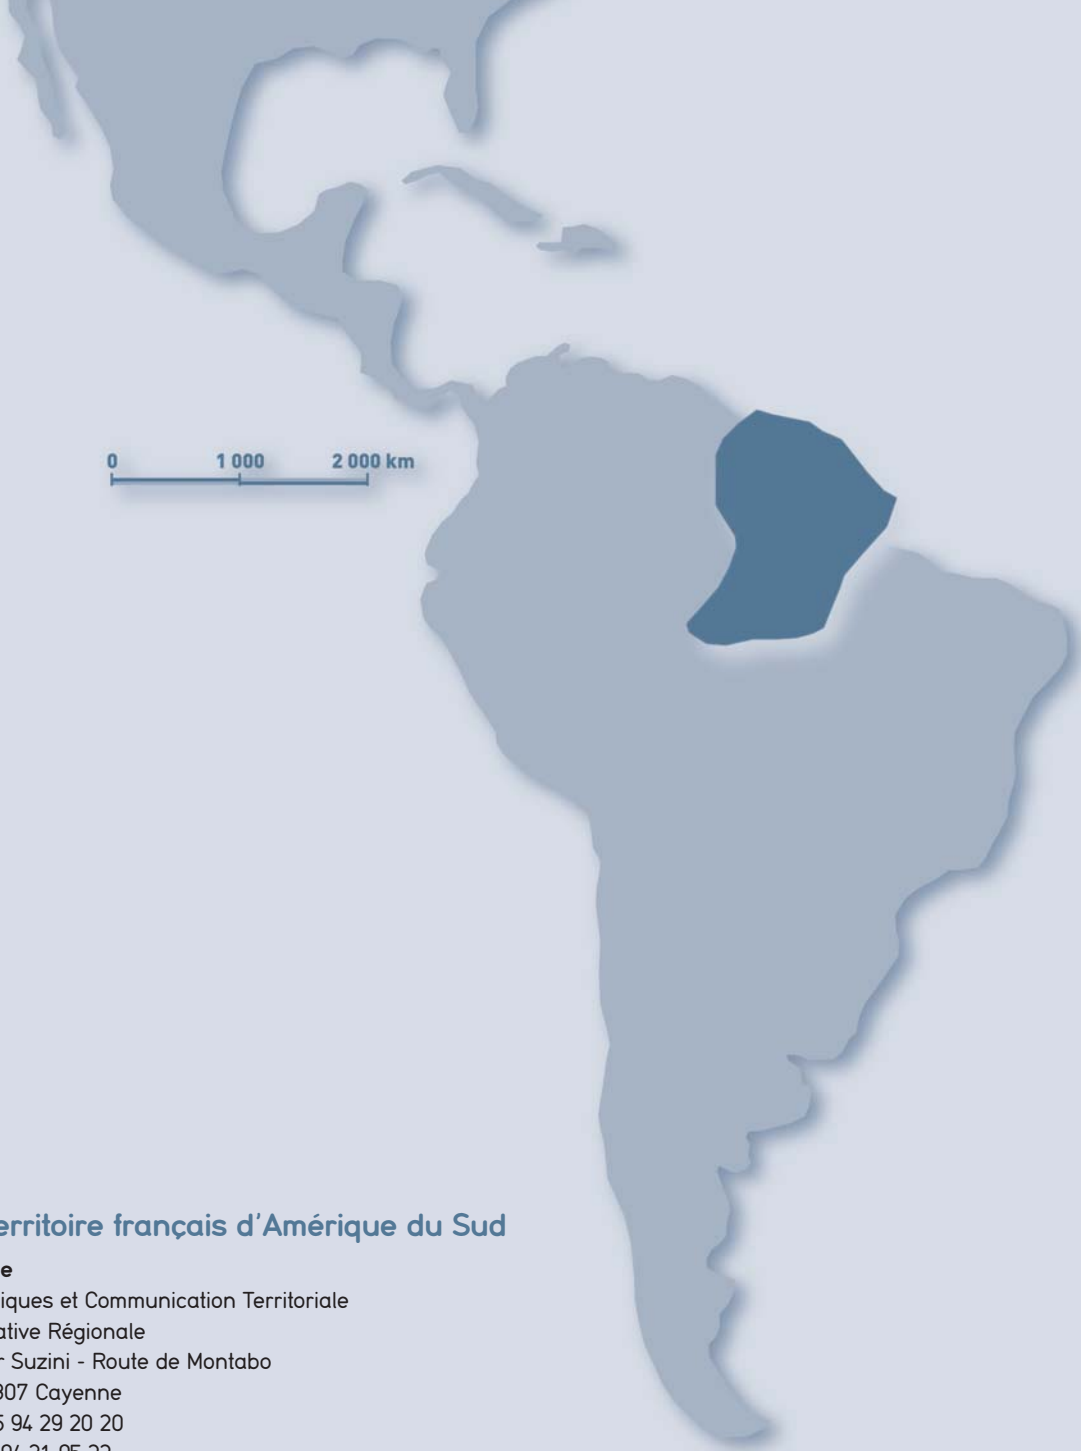 0 1 000 2 000 km
erritoire français d'Amérique du Sud
e
iques et Communication Territoriale
ative Régionale
r Suzini - Route de Montabo
307 Cayenne
5 94 29 20 20